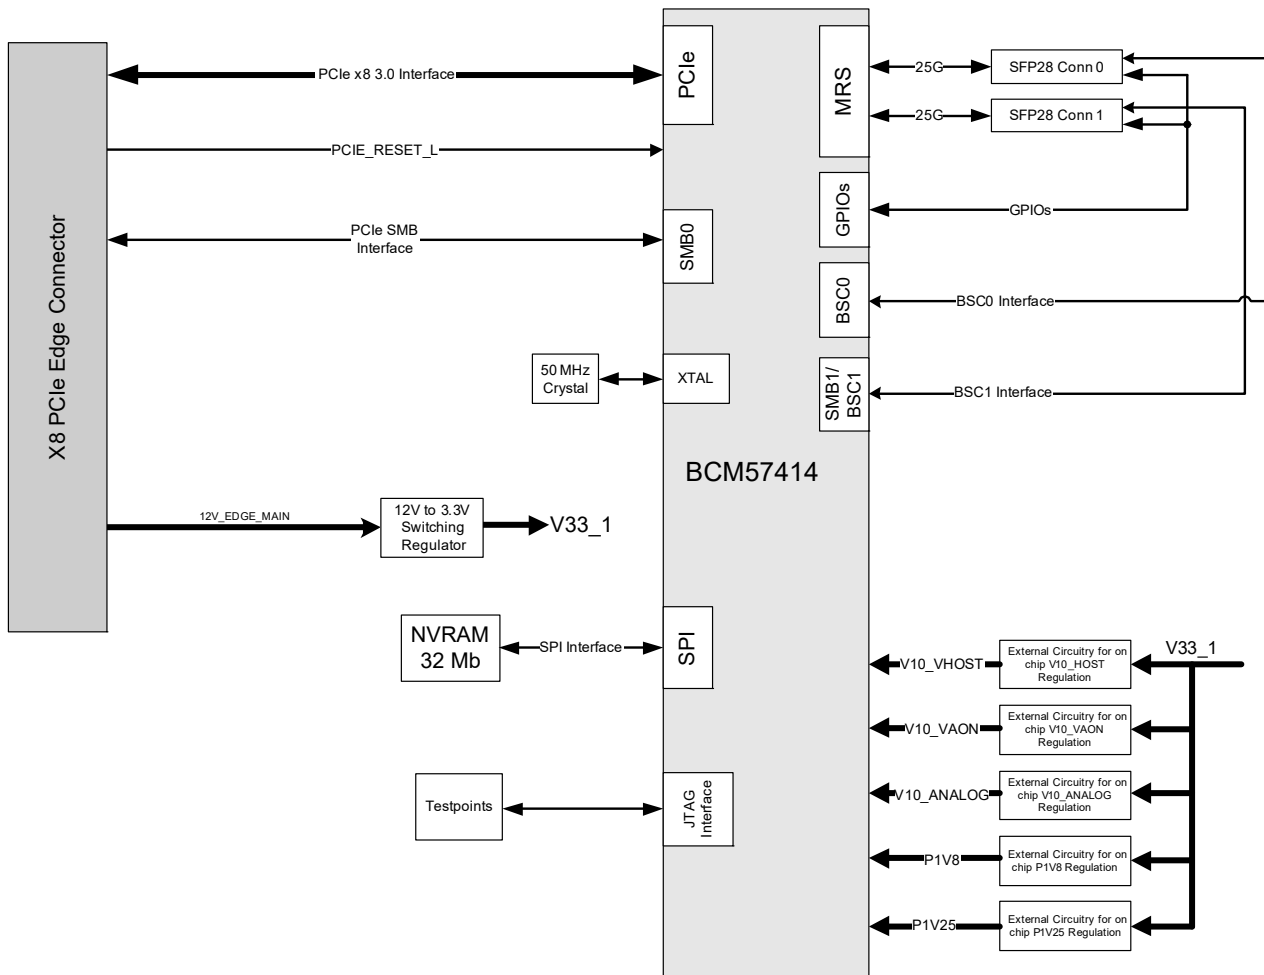 X8 PCIe Edge Connector
PCIe x8 3.0 Interface
PCIE_RESET_L
PCIe SMB
Interface
50 MHz
Crystal
12V_EDGE_MAIN
12V to 3.3V
Switching
Regulator
V33_1
NVRAM
32 Mb
SPI Interface
Testpoints
PCIe
SMB0
XTAL
SPI
JTAG
Interface
BCM57414
MRS
GPIOs
BSC0
SMB1/
BSC1
25G
SFP28 Conn 0
25G
SFP28 Conn 1
GPIOs
BSC0 Interface
BSC1 Interface
V33_1
V10_VHOST
External Circuitry for on
chip V10_HOST
Regulation
V10_VAON
External Circuitry for on
chip V10_VAON
Regulation
V10_ANALOG
External Circuitry for on
chip V10_ANALOG
Regulation
P1V8
External Circuitry for on
chip P1V8 Regulation
P1V25
External Circuitry for on
chip P1V25 Regulation